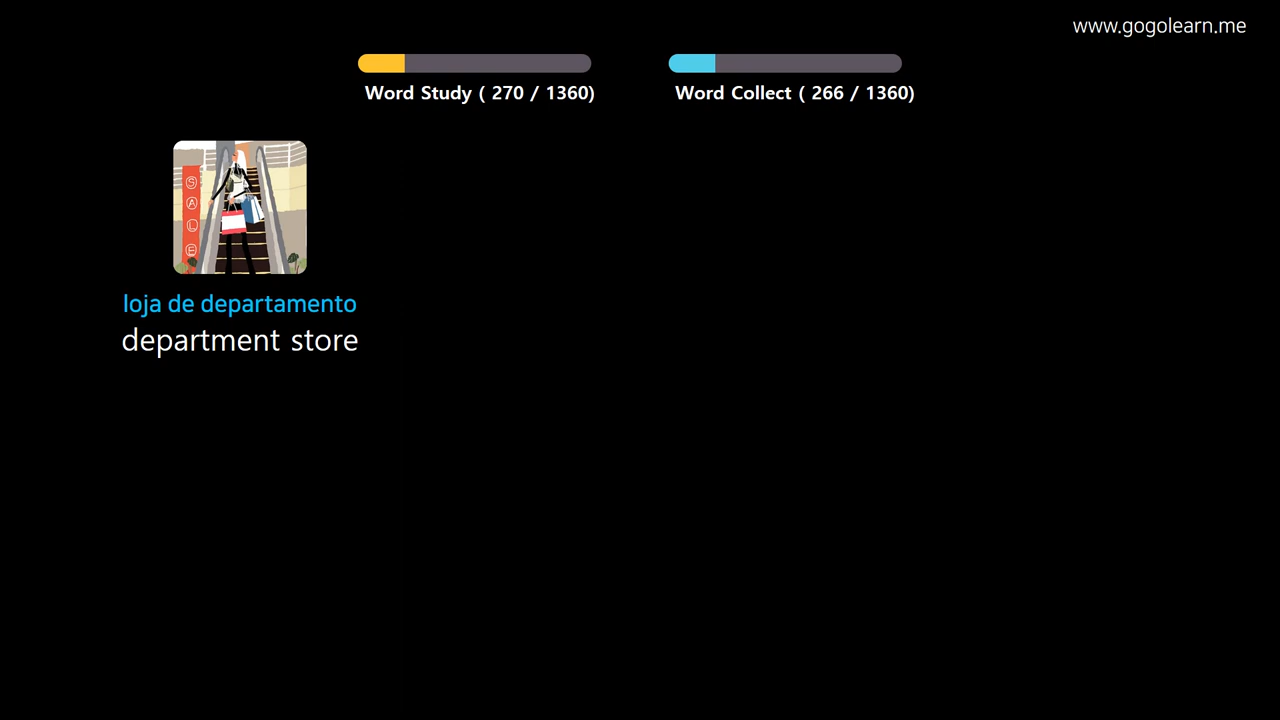 www.gogolearn.me
Word Study ( 270 / 1360)
Word Collect ( 266 / 1360)
SALE
loja de departamento
department store